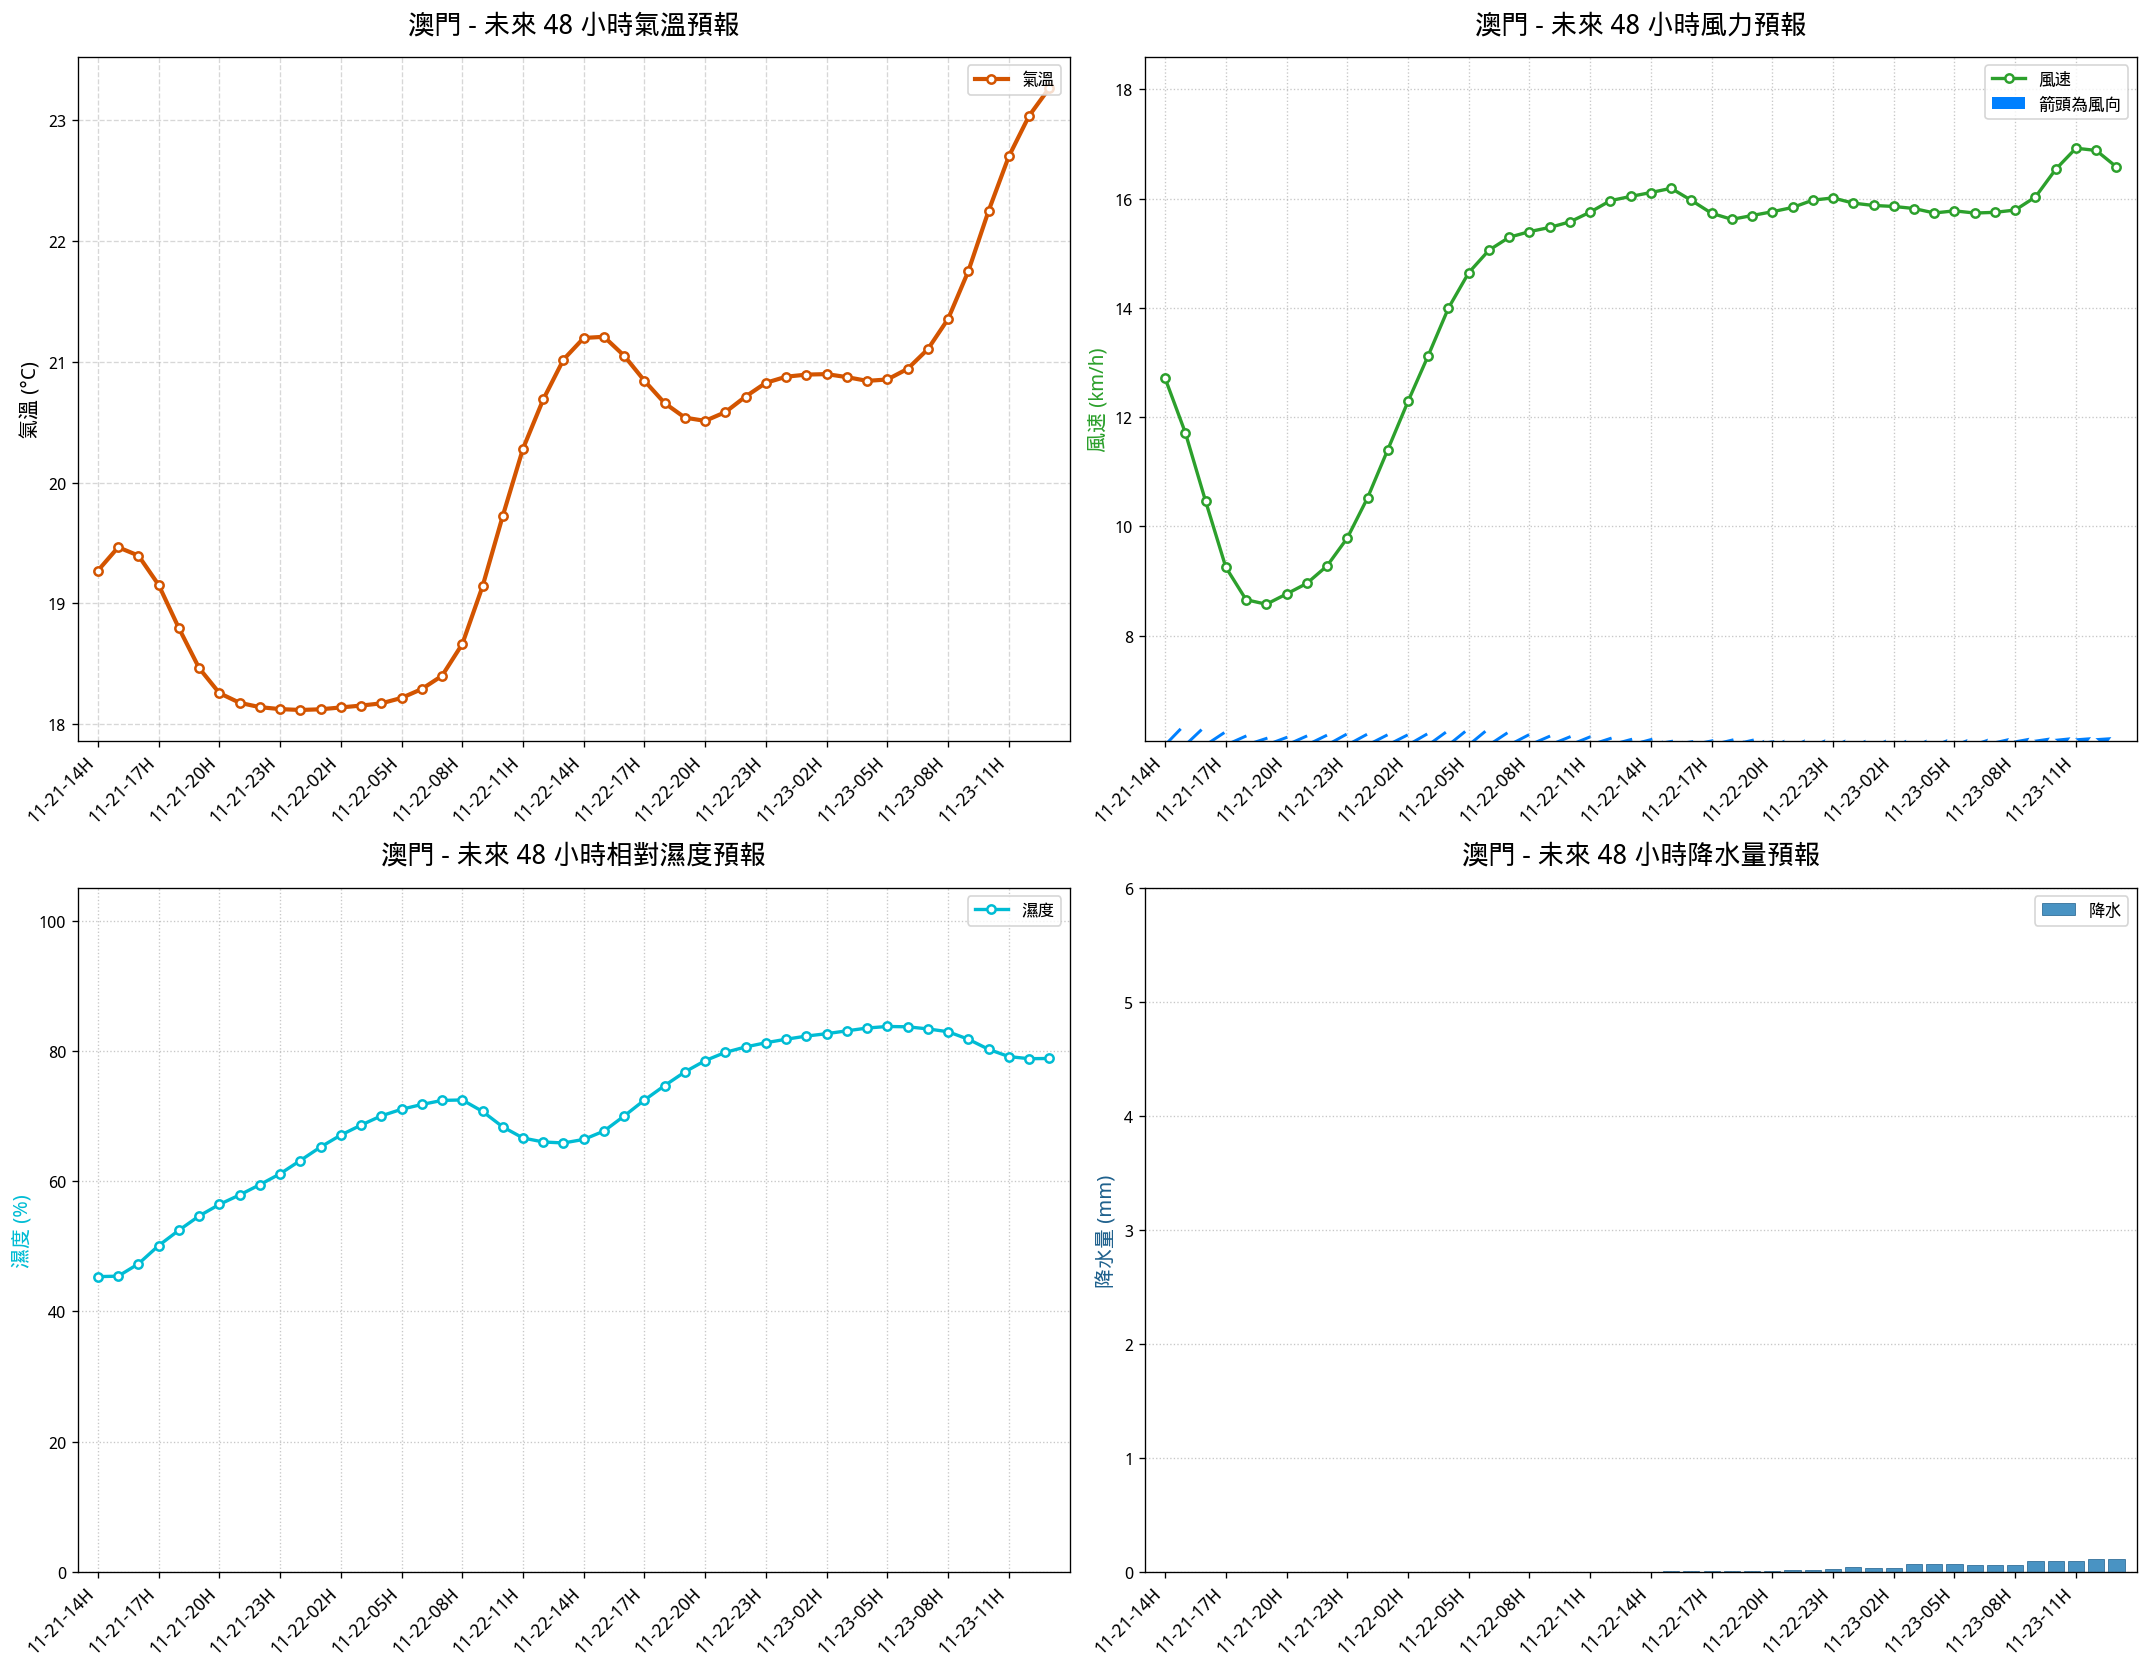 澳門 - 未來 48 小時氣溫預報
氣溫
氣溫 (°C)
23
22
21
20
19
18
11-21-14H
11-21-17H
11-21-20H
11-21-23H
11-22-02H
11-22-05H
11-22-08H
11-22-11H
11-22-14H
11-22-17H
11-22-20H
11-22-23H
11-23-02H
11-23-05H
11-23-08H
11-23-11H
澳門 - 未來 48 小時風力預報
風速
箭頭為風向
風速 (km/h)
18
16
14
12
10
8
11-21-14H
11-21-17H
11-21-20H
11-21-23H
11-22-02H
11-22-05H
11-22-08H
11-22-11H
11-22-14H
11-22-17H
11-22-20H
11-22-23H
11-23-02H
11-23-05H
11-23-08H
11-23-11H
澳門 - 未來 48 小時相對濕度預報
濕度
濕度 (%)
100
80
60
40
20
0
11-21-14H
11-21-17H
11-21-20H
11-21-23H
11-22-02H
11-22-05H
11-22-08H
11-22-11H
11-22-14H
11-22-17H
11-22-20H
11-22-23H
11-23-02H
11-23-05H
11-23-08H
11-23-11H
澳門 - 未來 48 小時降水量預報
降水
降水量 (mm)
6
5
4
3
2
1
0
11-21-14H
11-21-17H
11-21-20H
11-21-23H
11-22-02H
11-22-05H
11-22-08H
11-22-11H
11-22-14H
11-22-17H
11-22-20H
11-22-23H
11-23-02H
11-23-05H
11-23-08H
11-23-11H